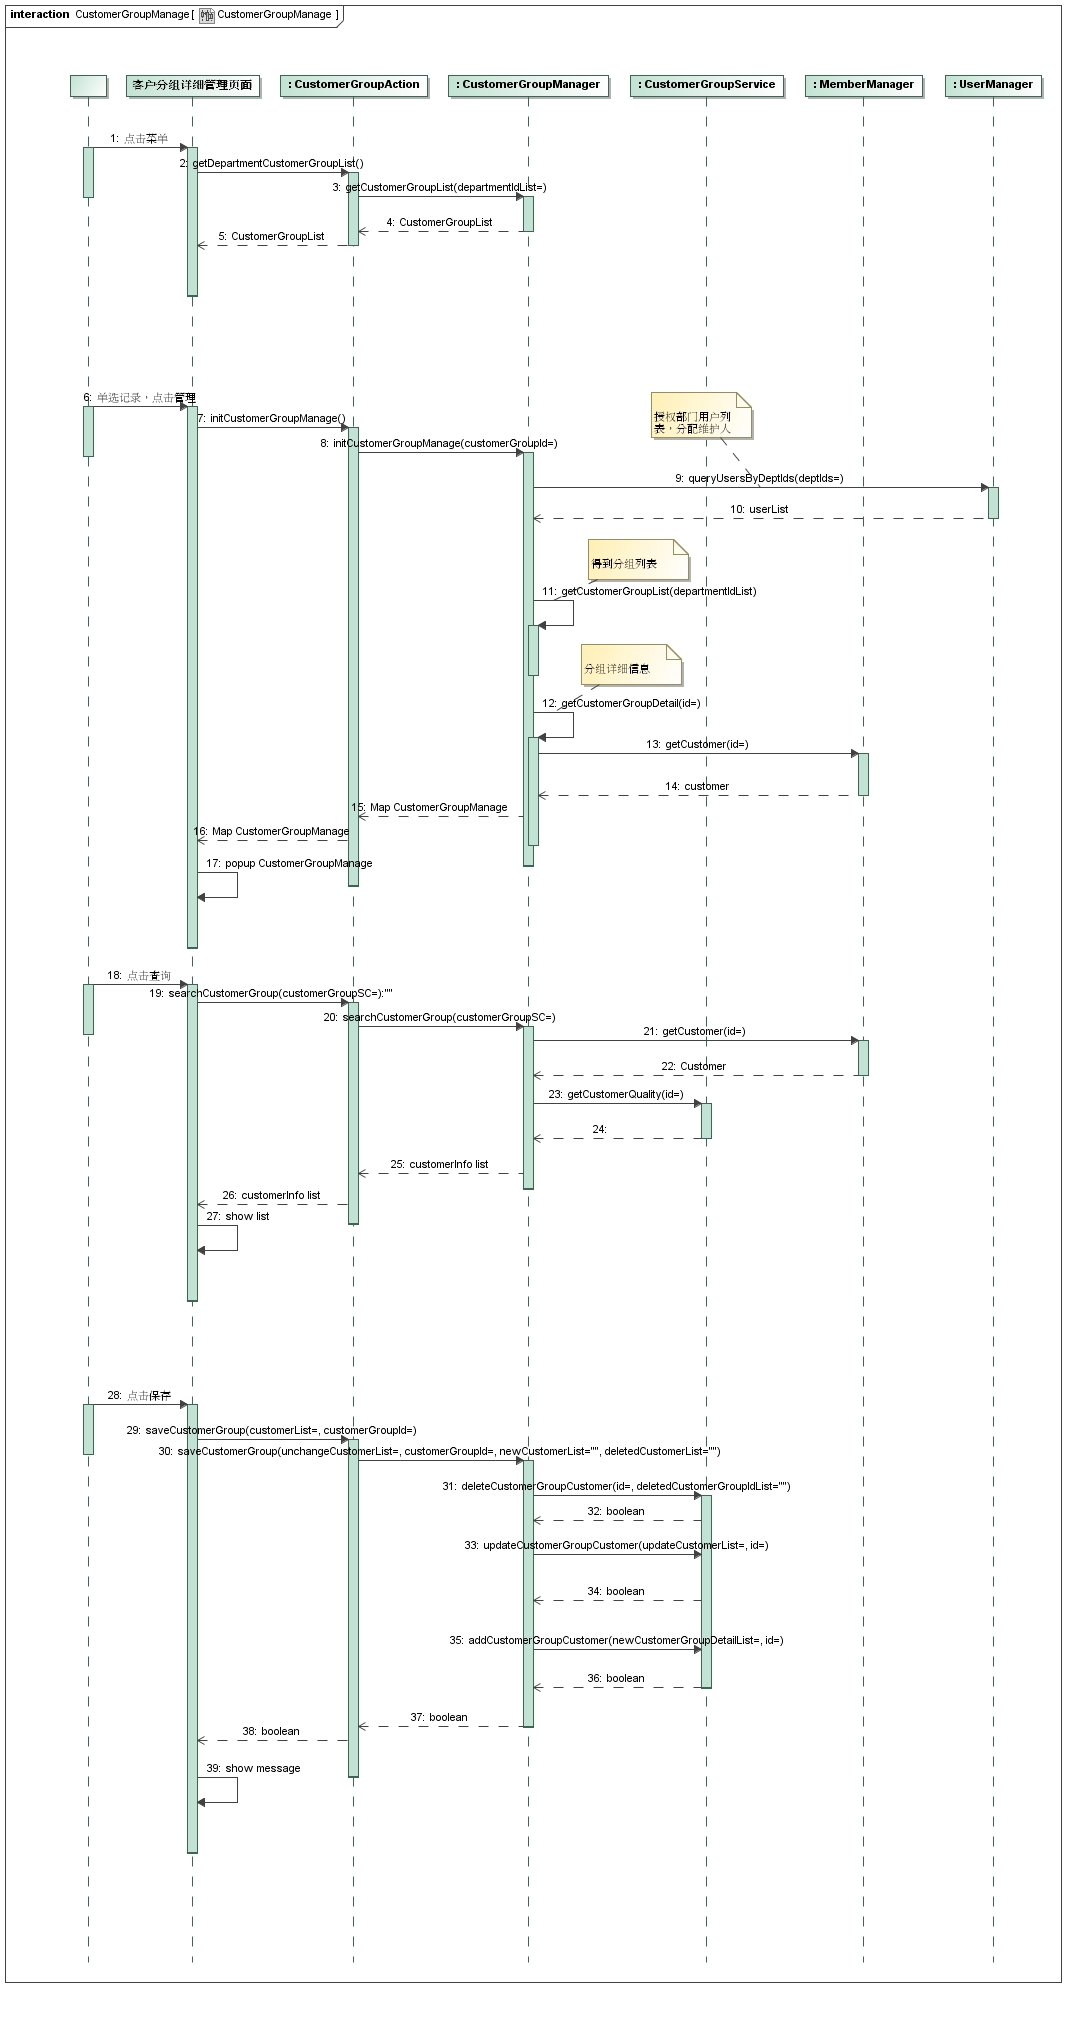 interaction CustomerGroupManage[ CustomerGroupManage ]
客户分组详细管理页面
: CustomerGroupAction
: CustomerGroupManager
: CustomerGroupService
: MemberManager
: UserManager
1: 点击菜单
2: getDepartmentCustomerGroupList()
3: getCustomerGroupList(departmentIdList=)
4: CustomerGroupList
5: CustomerGroupList
6: 单选记录，点击管理
授权部门用户列
表，分配维护人
7: initCustomerGroupManage()
8: initCustomerGroupManage(customerGroupId=)
9: queryUsersByDeptIds(deptIds=)
10: userList
得到分组列表
11: getCustomerGroupList(departmentIdList)
分组详细信息
12: getCustomerGroupDetail(id=)
13: getCustomer(id=)
14: customer
15: Map CustomerGroupManage
16: Map CustomerGroupManage
17: popup CustomerGroupManage
18: 点击查询
19: searchCustomerGroup(customerGroupSC=):""
20: searchCustomerGroup(customerGroupSC=)
21: getCustomer(id=)
22: Customer
23: getCustomerQuality(id=)
24:
25: customerInfo list
26: customerInfo list
27: show list
28: 点击保存
29: saveCustomerGroup(customerList=, customerGroupId=)
30: saveCustomerGroup(unchangeCustomerList=, customerGroupId=, newCustomerList="", deletedCustomerList="")
31: deleteCustomerGroupCustomer(id=, deletedCustomerGroupIdList="")
32: boolean
33: updateCustomerGroupCustomer(updateCustomerList=, id=)
34: boolean
35: addCustomerGroupCustomer(newCustomerGroupDetailList=, id=)
36: boolean
37: boolean
38: boolean
39: show message